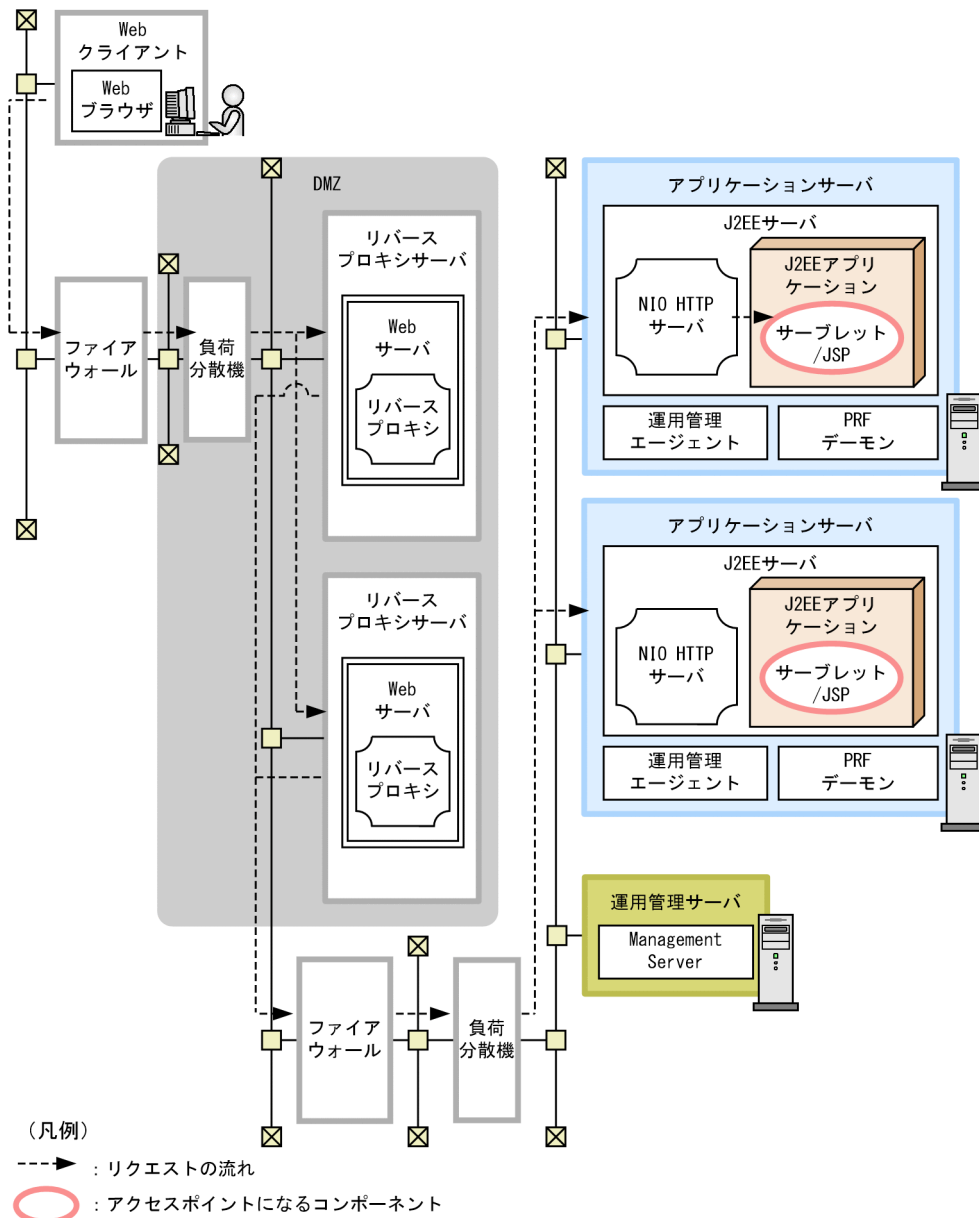 Web
クライアント
Web
ブラウザ
DMZ
リバース
プロキシサーバ
Web
サーバ
リバース
プロキシ
ファイア
ウォール
負荷
分散機
リバース
プロキシサーバ
Web
サーバ
リバース
プロキシ
アプリケーションサーバ
J2EEサーバ
NIO HTTP
サーバ
J2EEアプリ
ケーション
サーブレット
/JSP
運用管理
エージェント
PRF
デーモン
アプリケーションサーバ
J2EEサーバ
NIO HTTP
サーバ
J2EEアプリ
ケーション
サーブレット
/JSP
運用管理
エージェント
PRF
デーモン
運用管理サーバ
Management
Server
ファイア
ウォール
負荷
分散機
（凡例）
：リクエストの流れ
：アクセスポイントになるコンポーネント